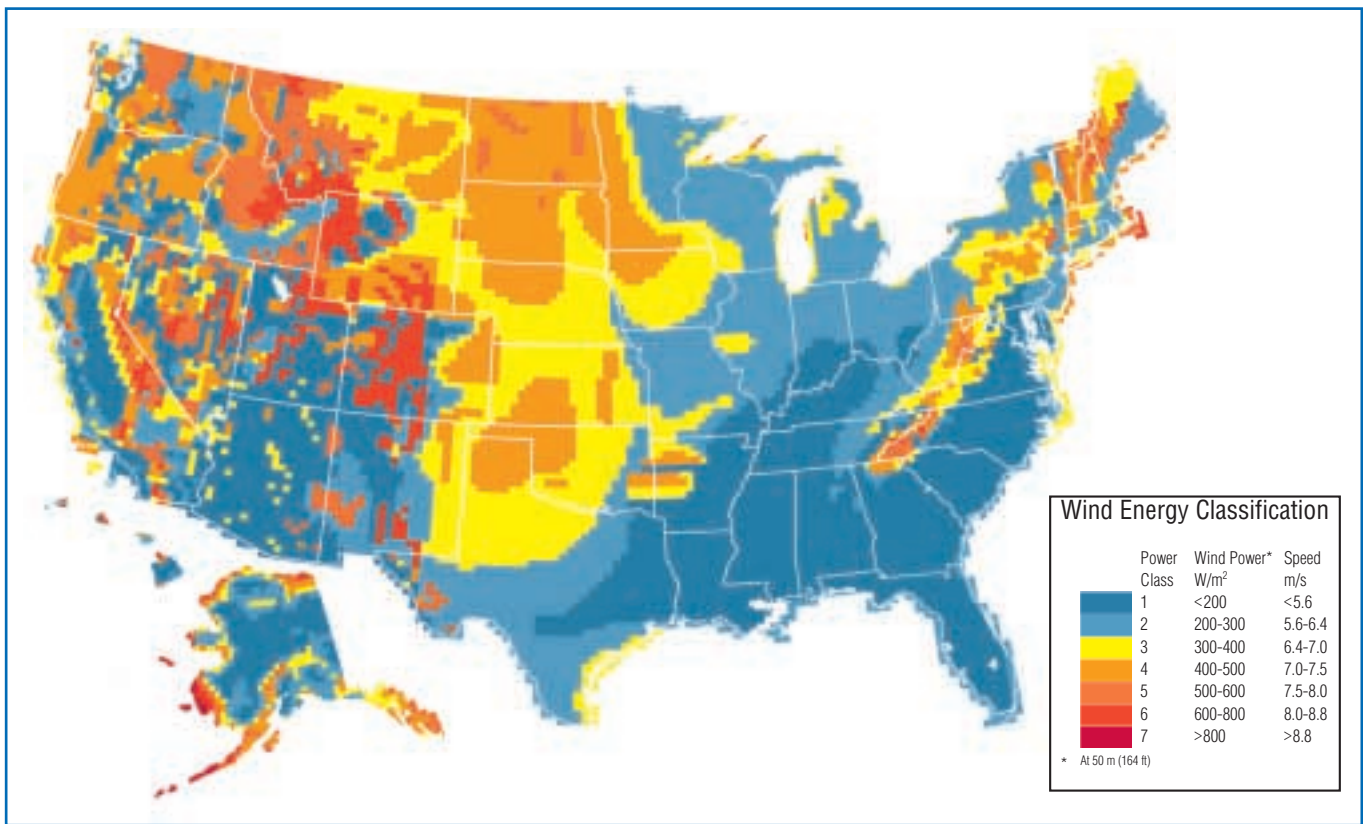 Wind Energy Classification
Power Wind Power* Speed
Class W/m² m/s
1 <200 <5.6
2 200-300 5.6-6.4
3 300-400 6.4-7.0
4 400-500 7.0-7.5
5 500-600 7.5-8.0
6 600-800 8.0-8.8
7 >800 >8.8
* At 50 m (164 ft)